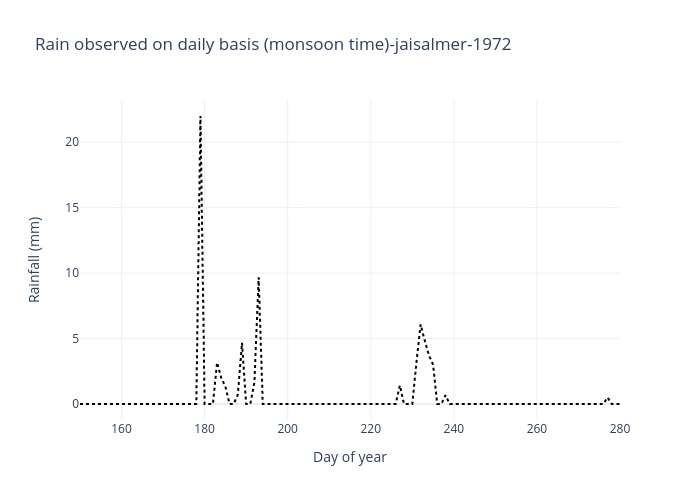 Rain observed on daily basis (monsoon time)-jaisalmer-1972
Rainfall (mm)
20
15
10
5
0
160 180 200 220 240 260 280
Day of year